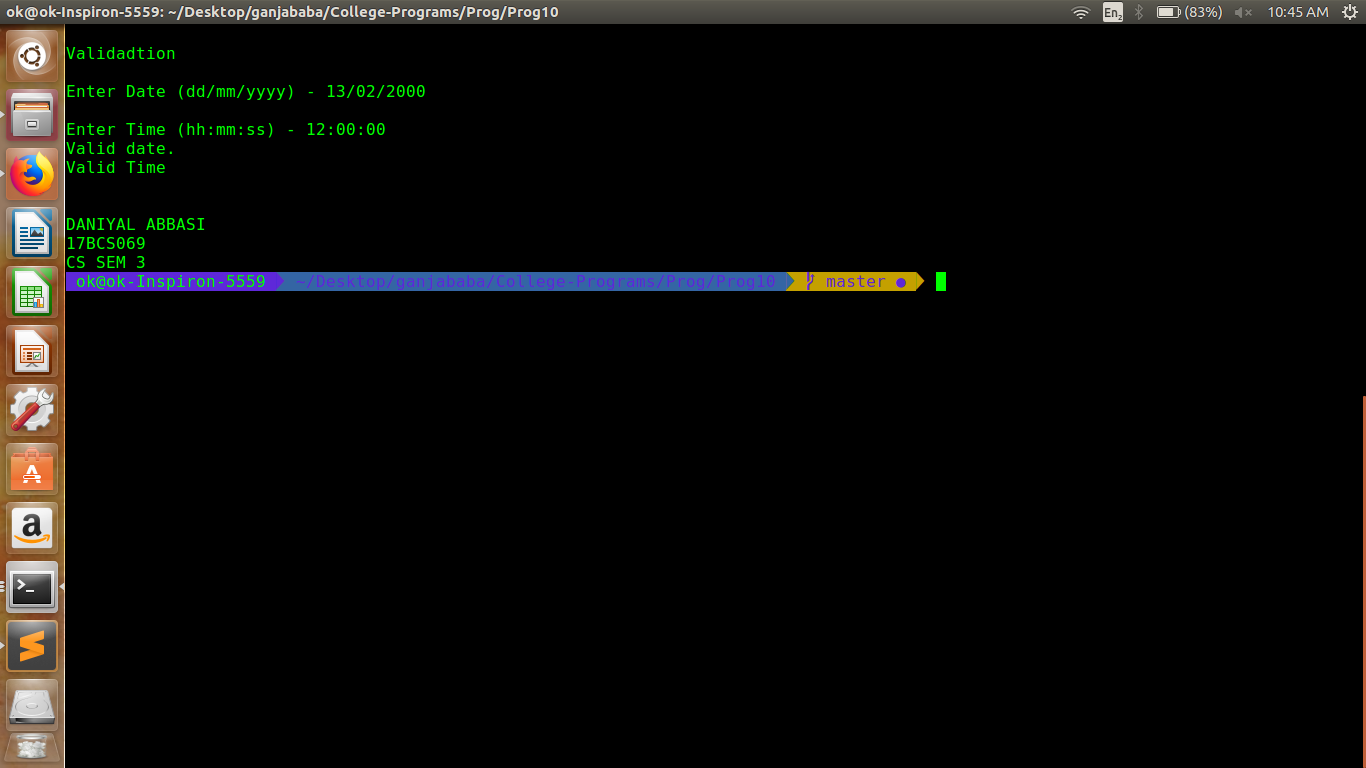 ok@ok-Inspiron-5559: ~/Desktop/ganjababa/College-Programs/Prog/Prog10
En2 (83%) 10:45 AM
Validadtion
Enter Date (dd/mm/yyyy) - 13/02/2000
Enter Time (hh:mm:ss) - 12:00:00
Valid date.
Valid Time
DANIYAL ABBASI
17BCS069
CS SEM 3
ok@ok-Inspiron-5559 ~/Desktop/ganjababa/College-Programs/Prog/Prog10 master ●